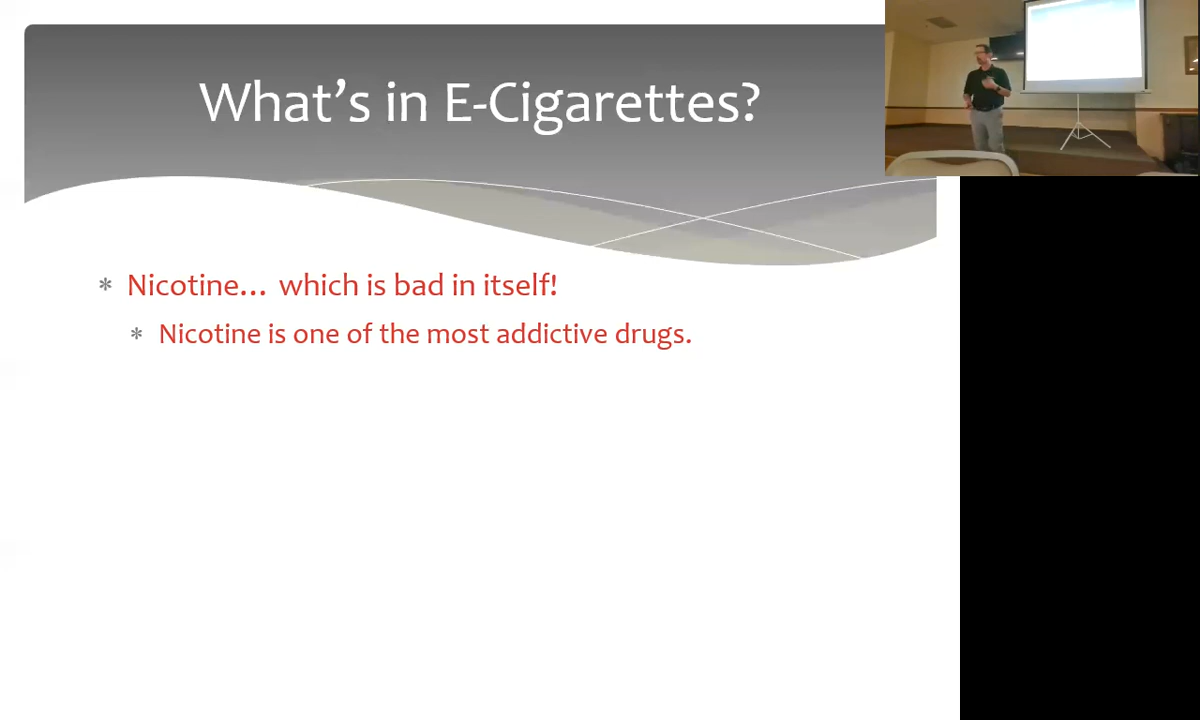 What's in E-Cigarettes?
* Nicotine… which is bad in itself!
* Nicotine is one of the most addictive drugs.